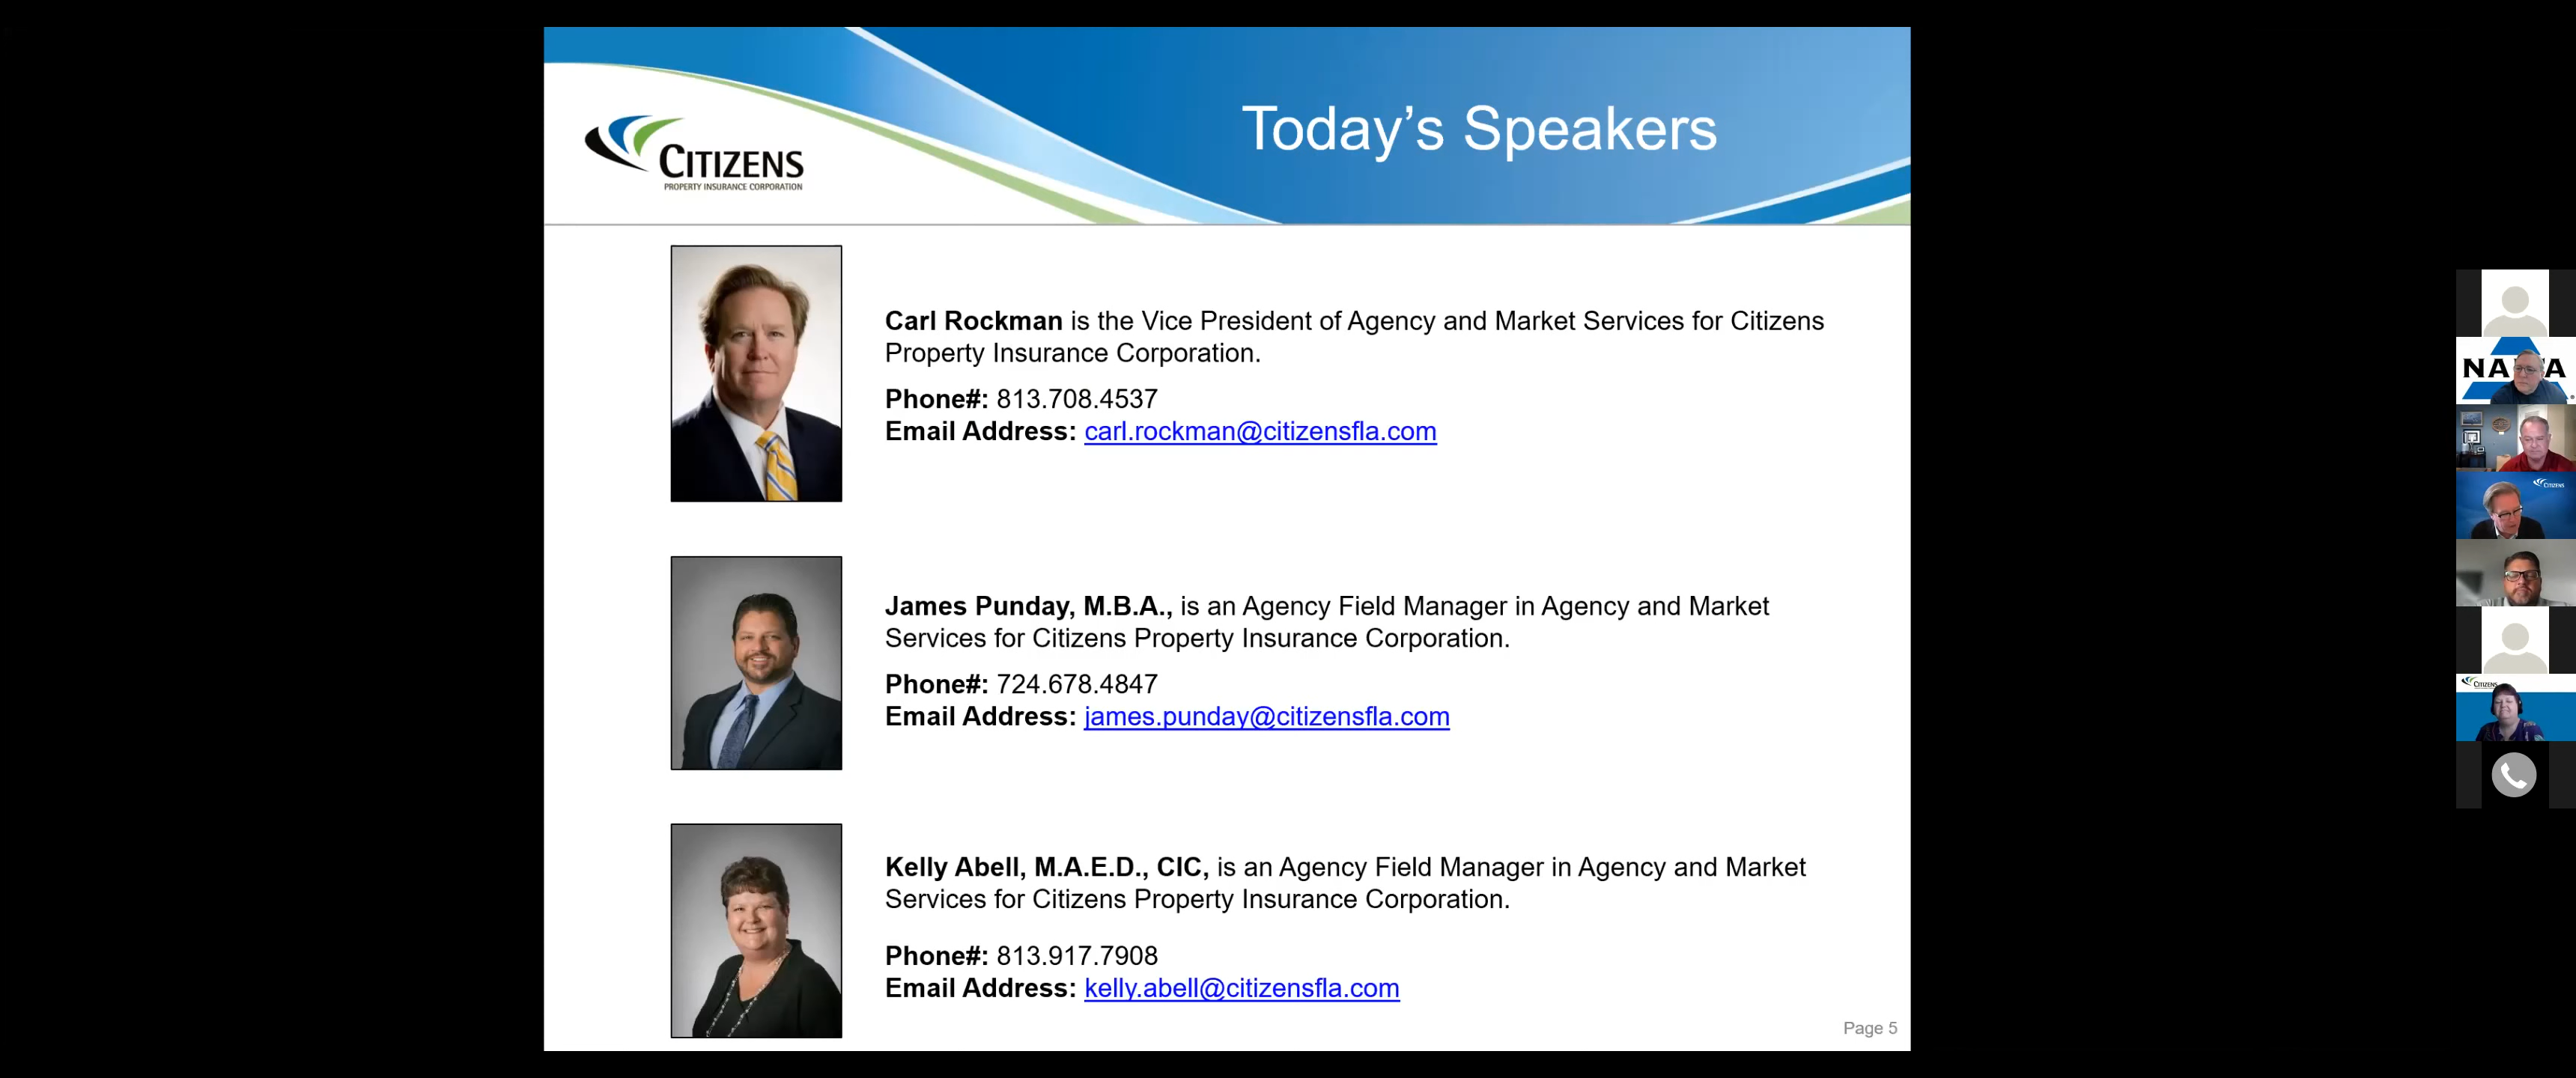 Today's Speakers
CITIZENS
PROPERTY INSURANCE CORPORATION
Carl Rockman is the Vice President of Agency and Market Services for Citizens
Property Insurance Corporation.
Phone#: 813.708.4537
Email Address: carl.rockman@citizensfla.com
James Punday, M.B.A., is an Agency Field Manager in Agency and Market
Services for Citizens Property Insurance Corporation.
Phone#: 724.678.4847
Email Address: james.punday@citizensfla.com
Kelly Abell, M.A.E.D., CIC, is an Agency Field Manager in Agency and Market
Services for Citizens Property Insurance Corporation.
Phone#: 813.917.7908
Email Address: kelly.abell@citizensfla.com
Page 5
CITIZENS
CITIZENS